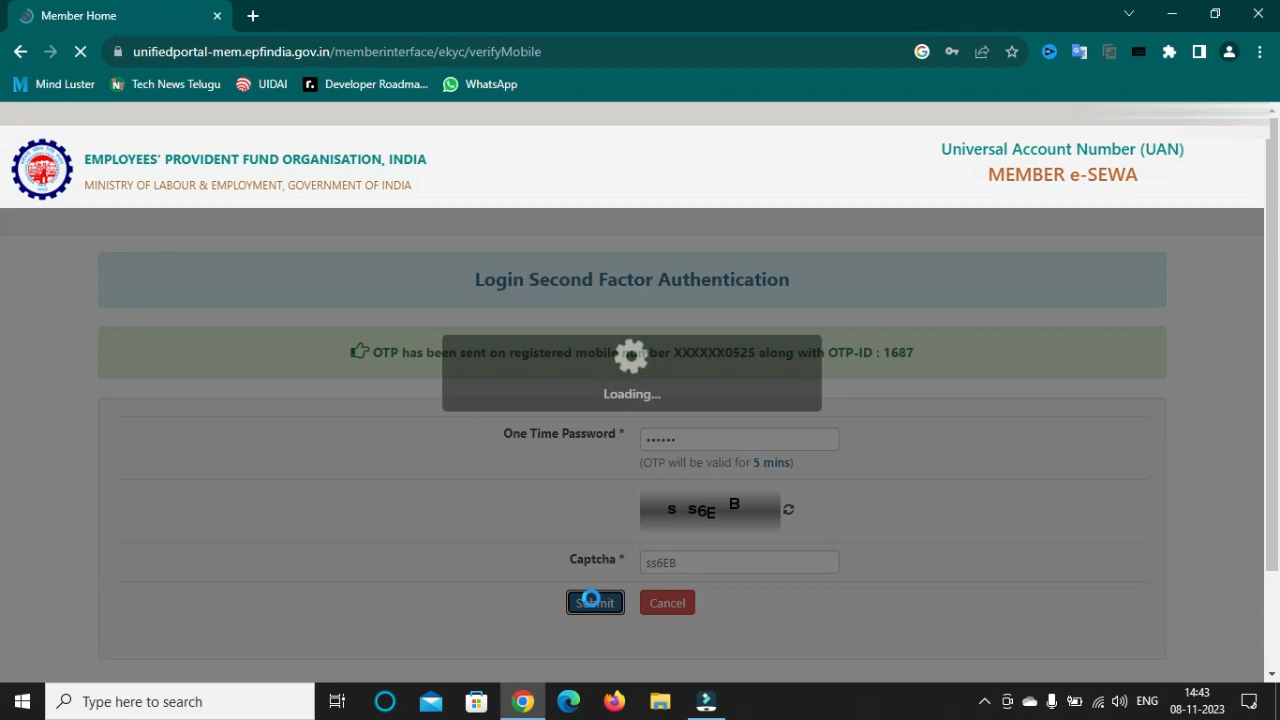 Member Home
unifiedportal-mem.epfindia.gov.in/memberinterface/ekyc/verifyMobile
Mind Luster
Tech News Telugu
UIDAI
Developer Roadma...
WhatsApp
EMPLOYEES' PROVIDENT FUND ORGANISATION, INDIA
MINISTRY OF LABOUR & EMPLOYMENT, GOVERNMENT OF INDIA
Universal Account Number (UAN)
MEMBER e-SEWA
Login Second Factor Authentication
OTP has been sent on registered mobile number XXXXXX0525 along with OTP-ID : 1687
Loading...
One Time Password *
••••••
(OTP will be valid for 5 mins)
s s6E B
Captcha *
ss6EB
Submit
Cancel
Type here to search
ENG
14:43
08-11-2023